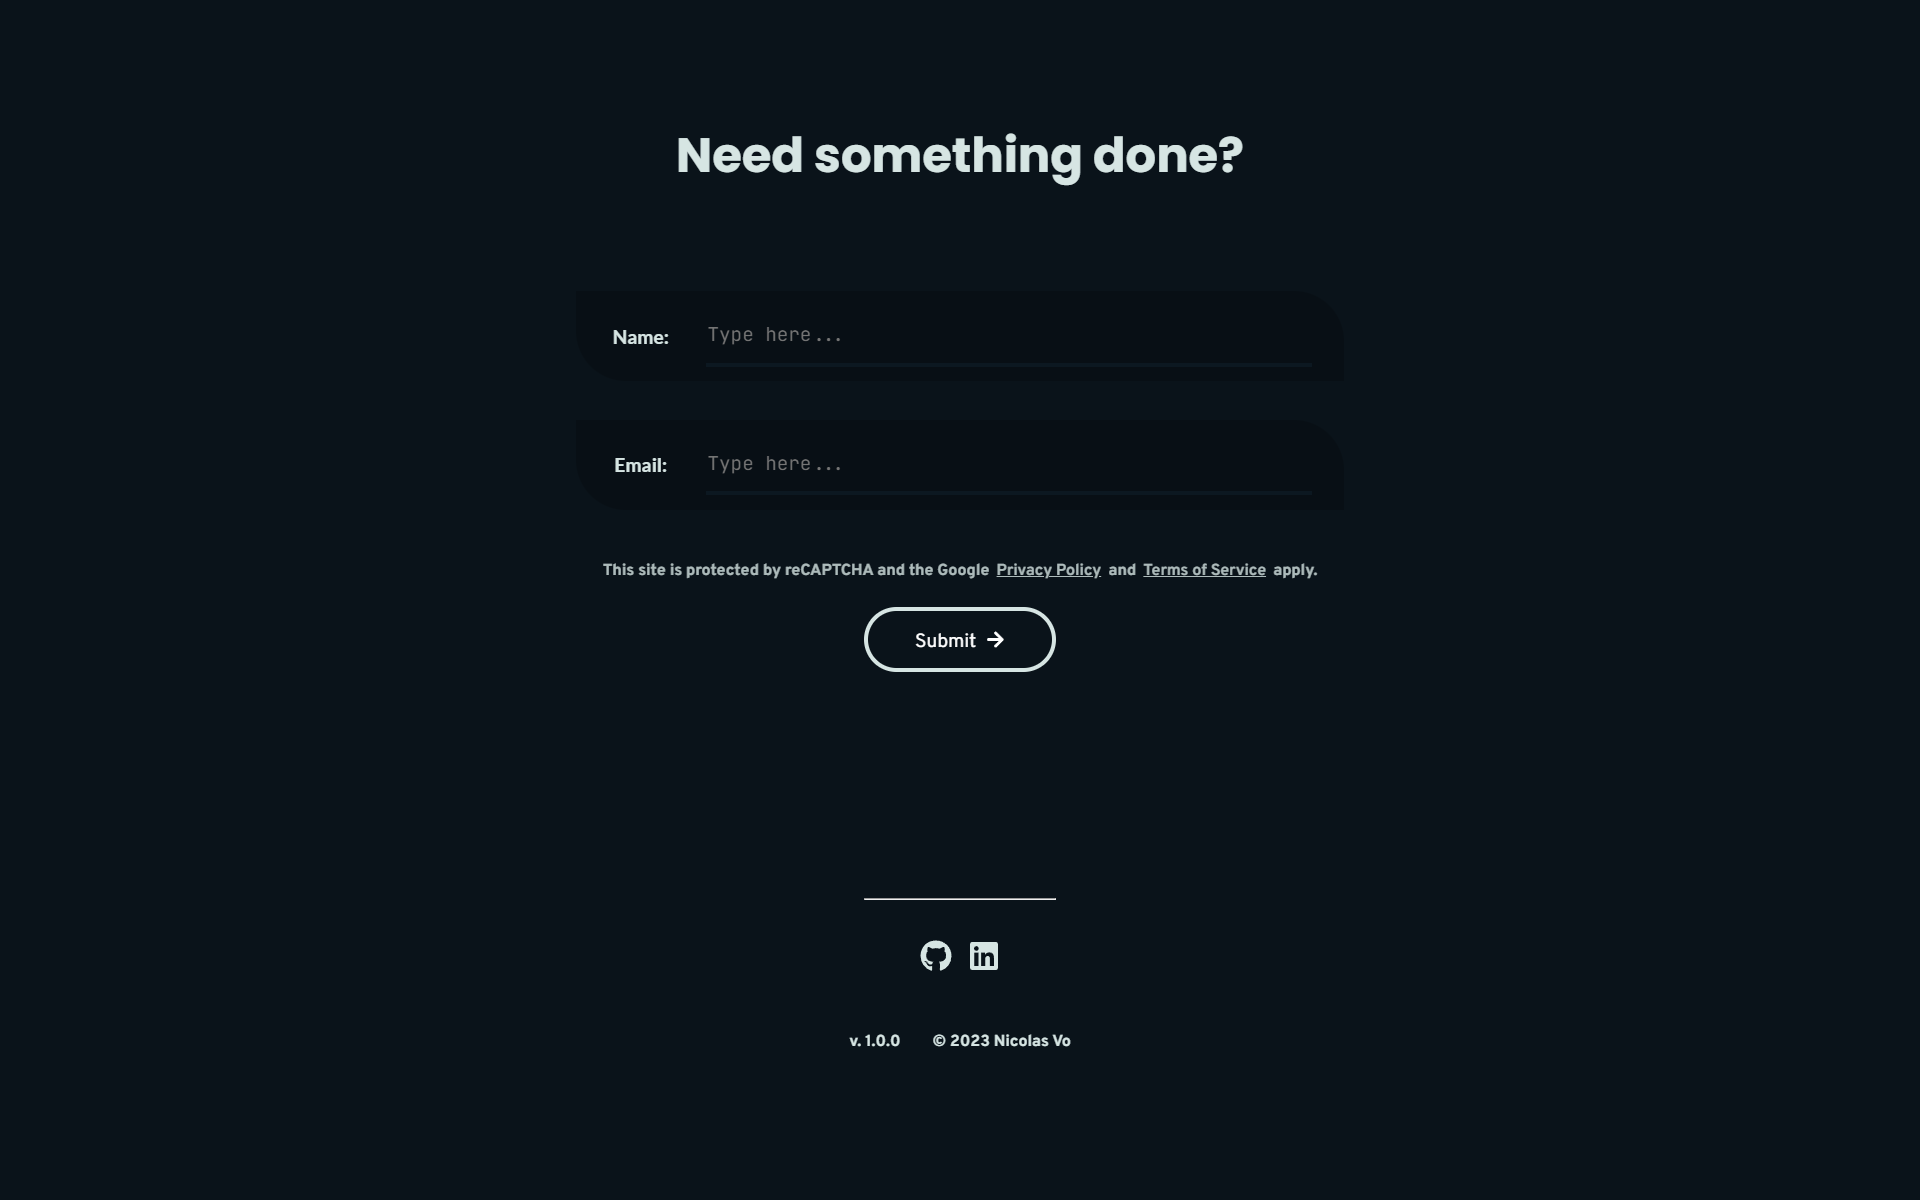 Need something done?
Name: Type here...
Email: Type here...
This site is protected by reCAPTCHA and the Google Privacy Policy and Terms of Service apply.
Submit →
in
v. 1.0.0 © 2023 Nicolas Vo